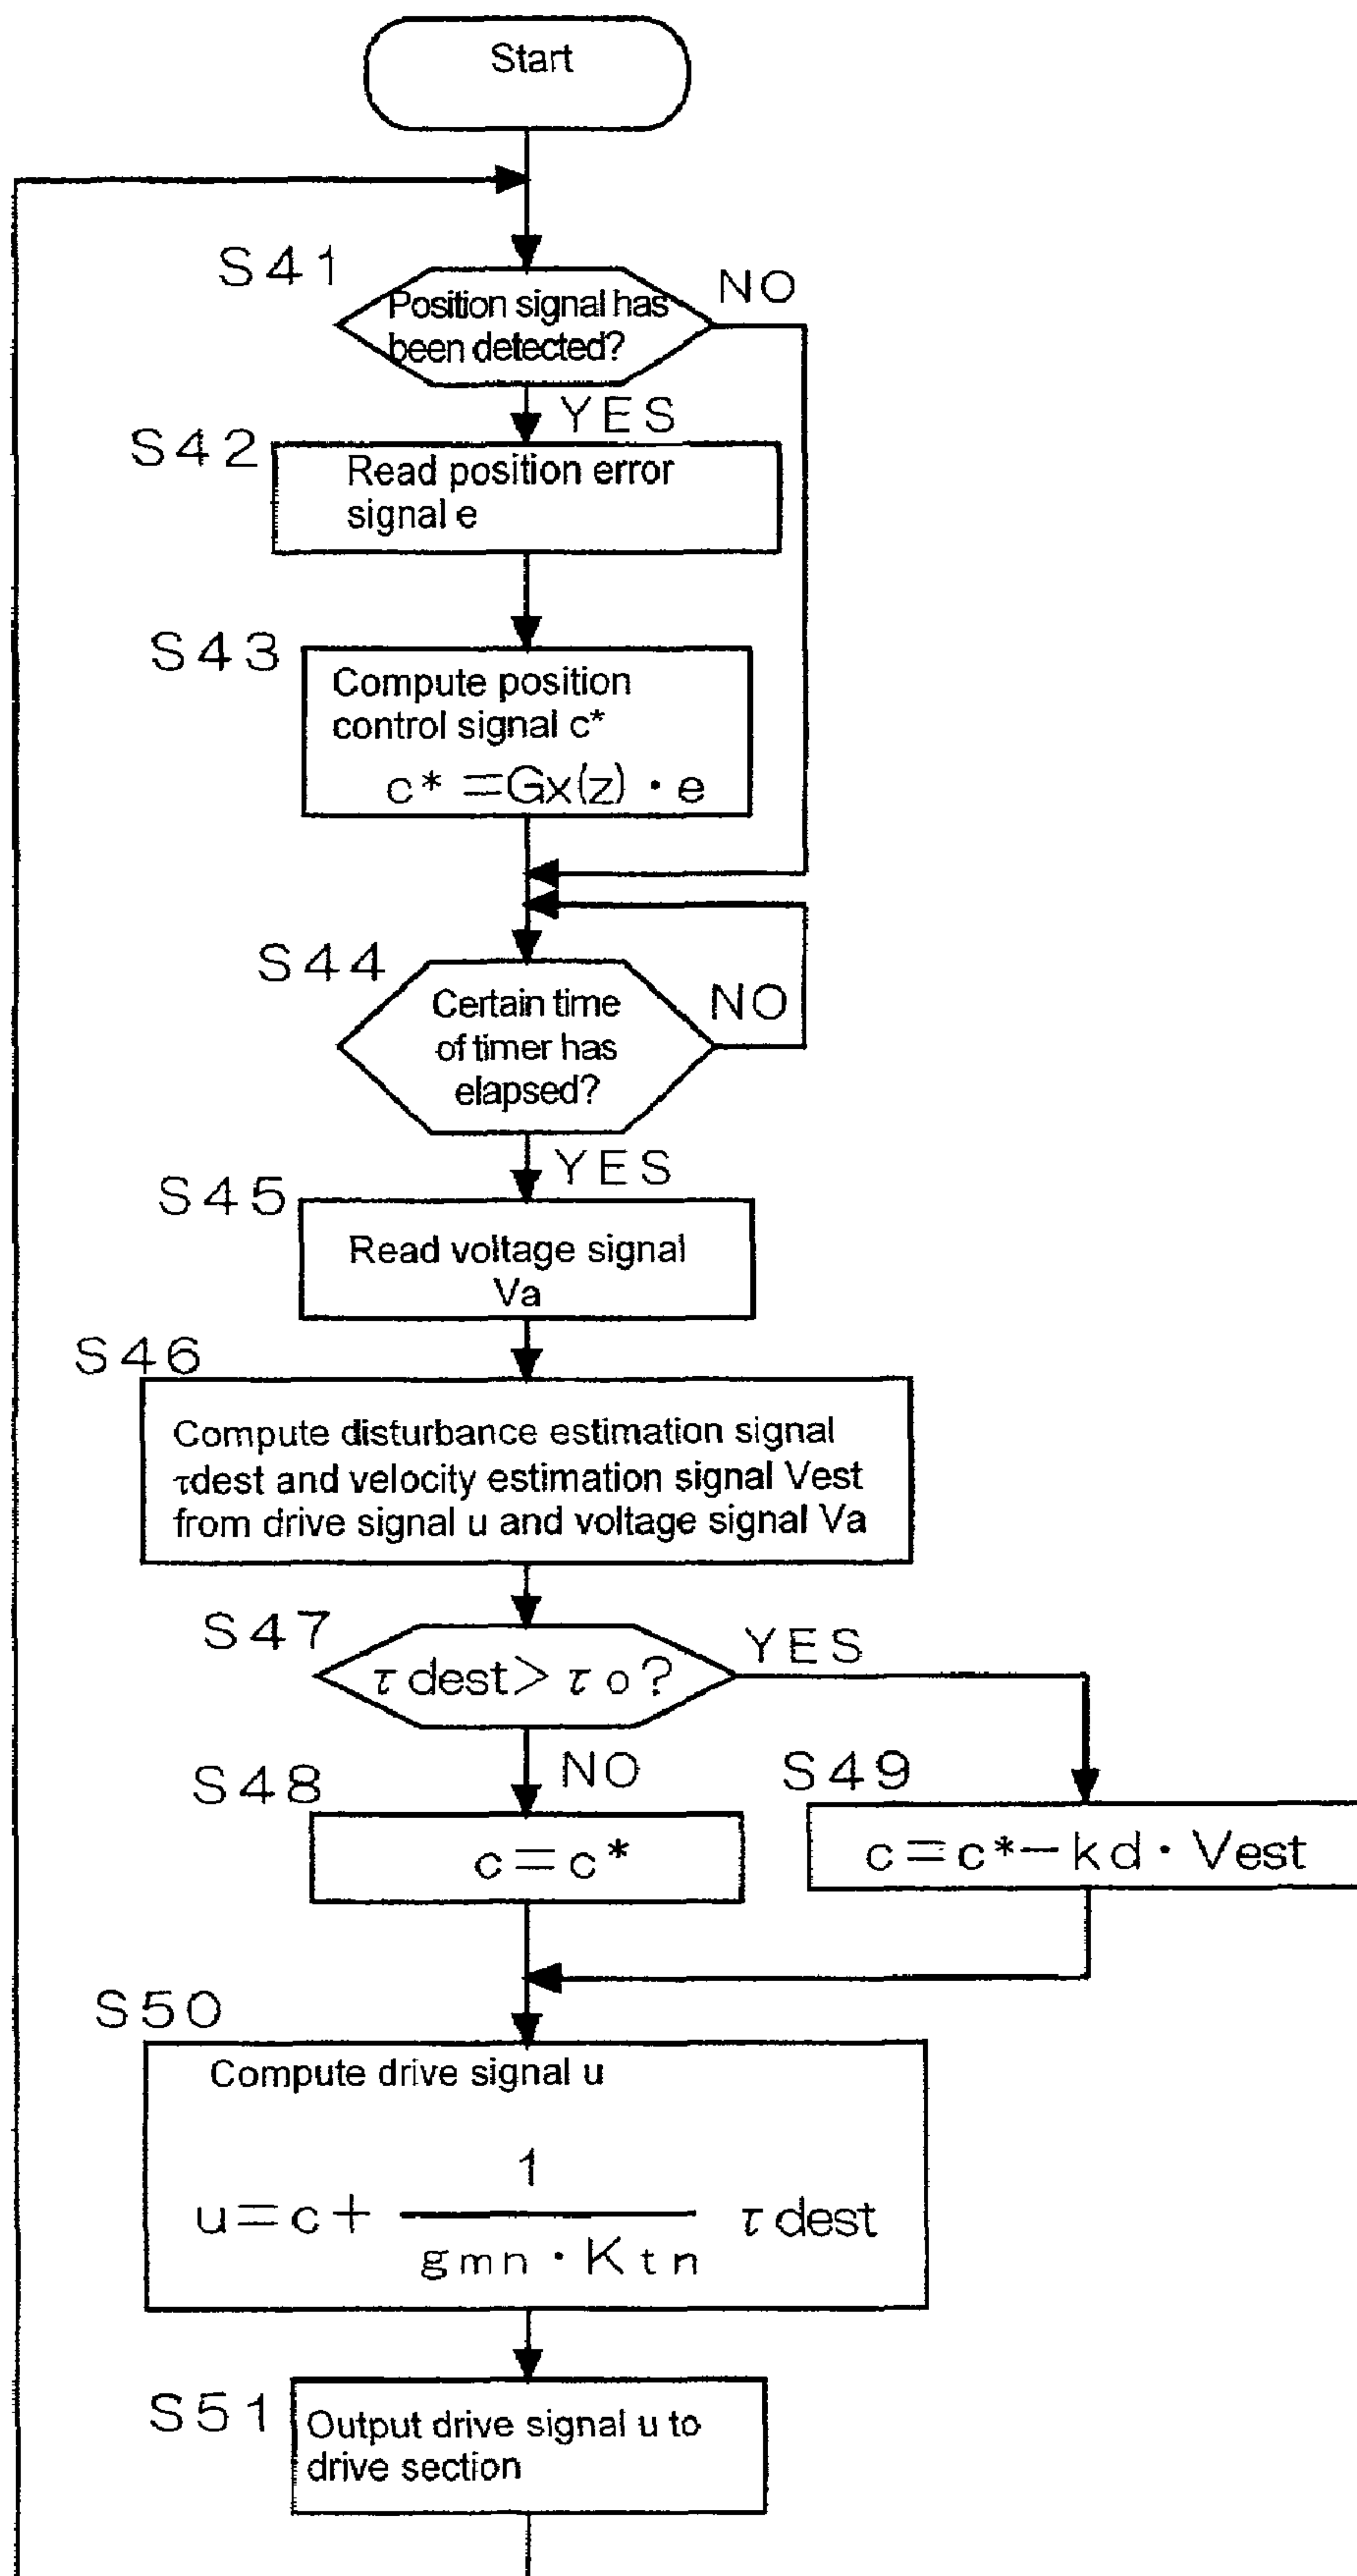 Start
S41
Position signal has
been detected?
NO
YES
S42
Read position error
signal e
S43
Compute position
control signal c*
c* = Gx(z) · e
S44
Certain time
of timer has
elapsed?
NO
YES
S45
Read voltage signal
Va
S46
Compute disturbance estimation signal
τdest and velocity estimation signal Vest
from drive signal u and voltage signal Va
S47
τ dest > τ o ?
YES
NO
S48
c = c*
S49
c = c* − kd · Vest
S50
Compute drive signal u
1
u = c + ――― τ dest
gmn · Ktn
S51
Output drive signal u to
drive section